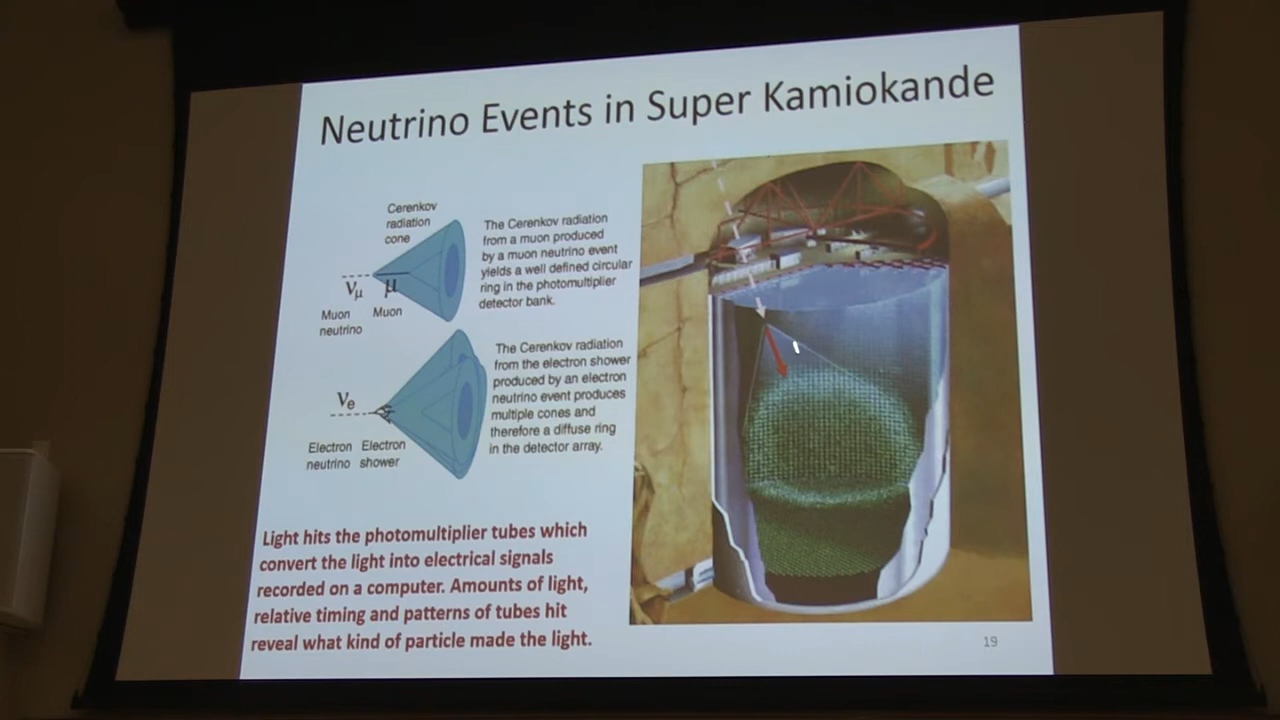 Neutrino Events in Super Kamiokande
Cerenkov
radiation
cone
νμ
μ
Muon
neutrino
Muon
The Cerenkov radiation
from a muon produced
by a muon neutrino event
yields a well defined circular
ring in the photomultiplier
detector bank.
νe
Electron
neutrino
Electron
shower
The Cerenkov radiation
from the electron shower
produced by an electron
neutrino event produces
multiple cones and
therefore a diffuse ring
in the detector array.
Light hits the photomultiplier tubes which
convert the light into electrical signals
recorded on a computer. Amounts of light,
relative timing and patterns of tubes hit
reveal what kind of particle made the light.
19